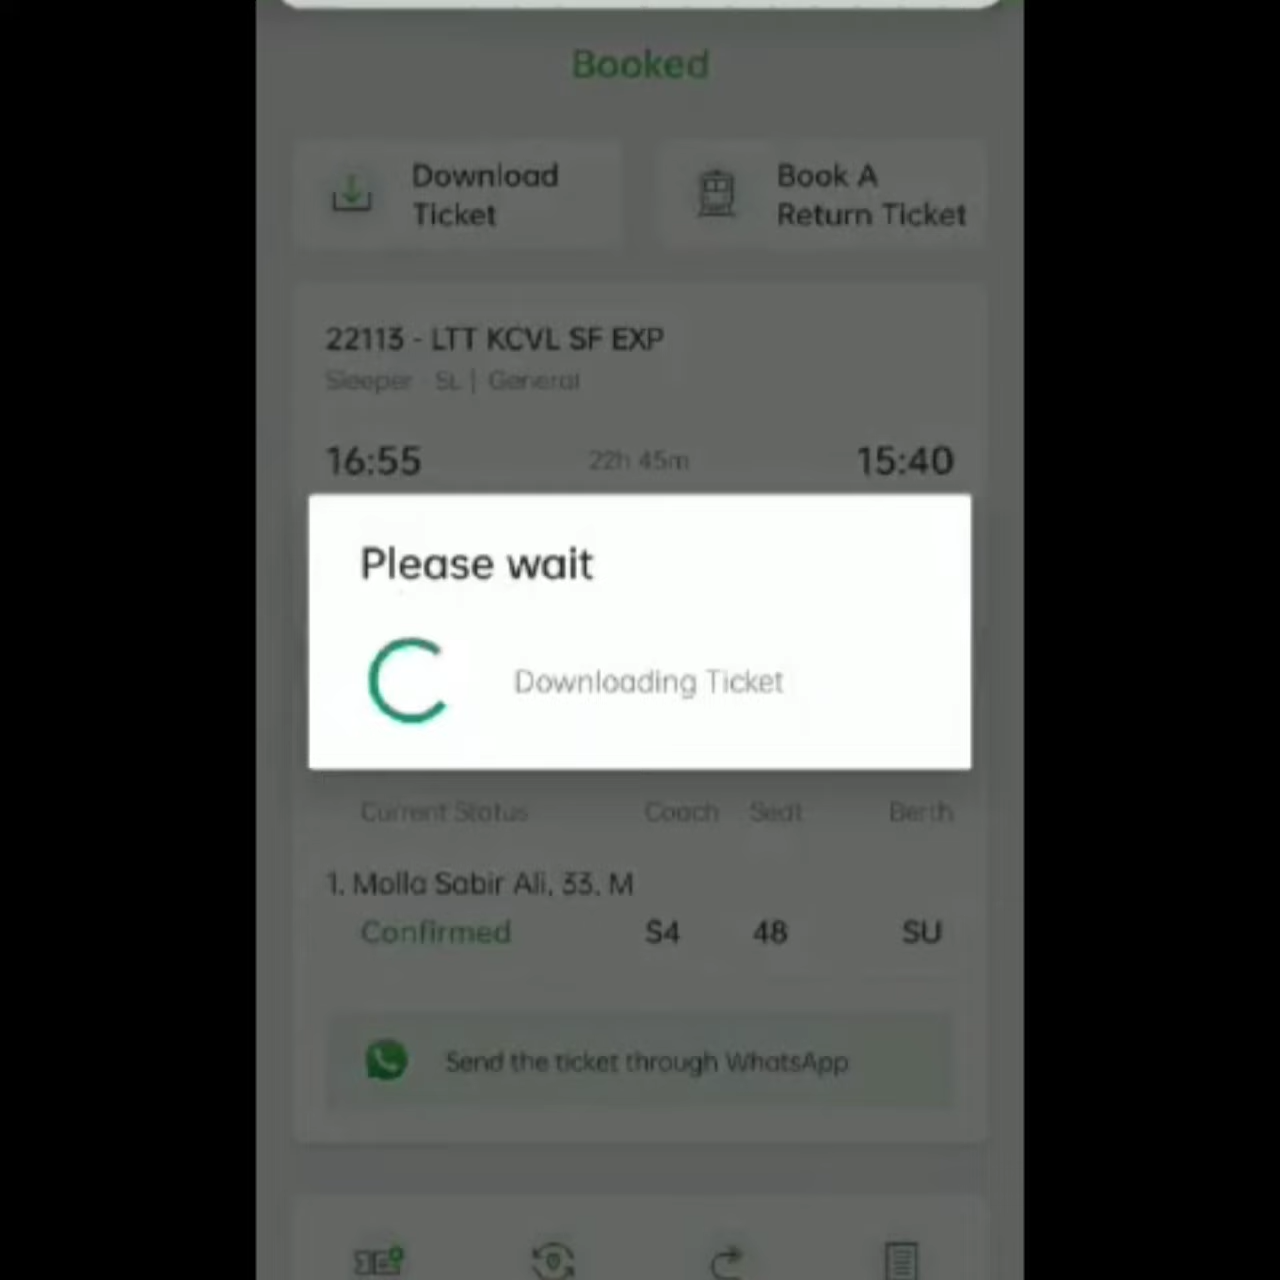 Booked
Download
Ticket
Book A
Return Ticket
22113 - LTT KCVL SF EXP
Sleeper - SL | General
16:55
22h 45m
15:40
Please wait
Downloading Ticket
Current Status
Coach
Seat
Berth
1. Molla Sabir Ali, 33, M
Confirmed
S4
48
SU
Send the ticket through WhatsApp